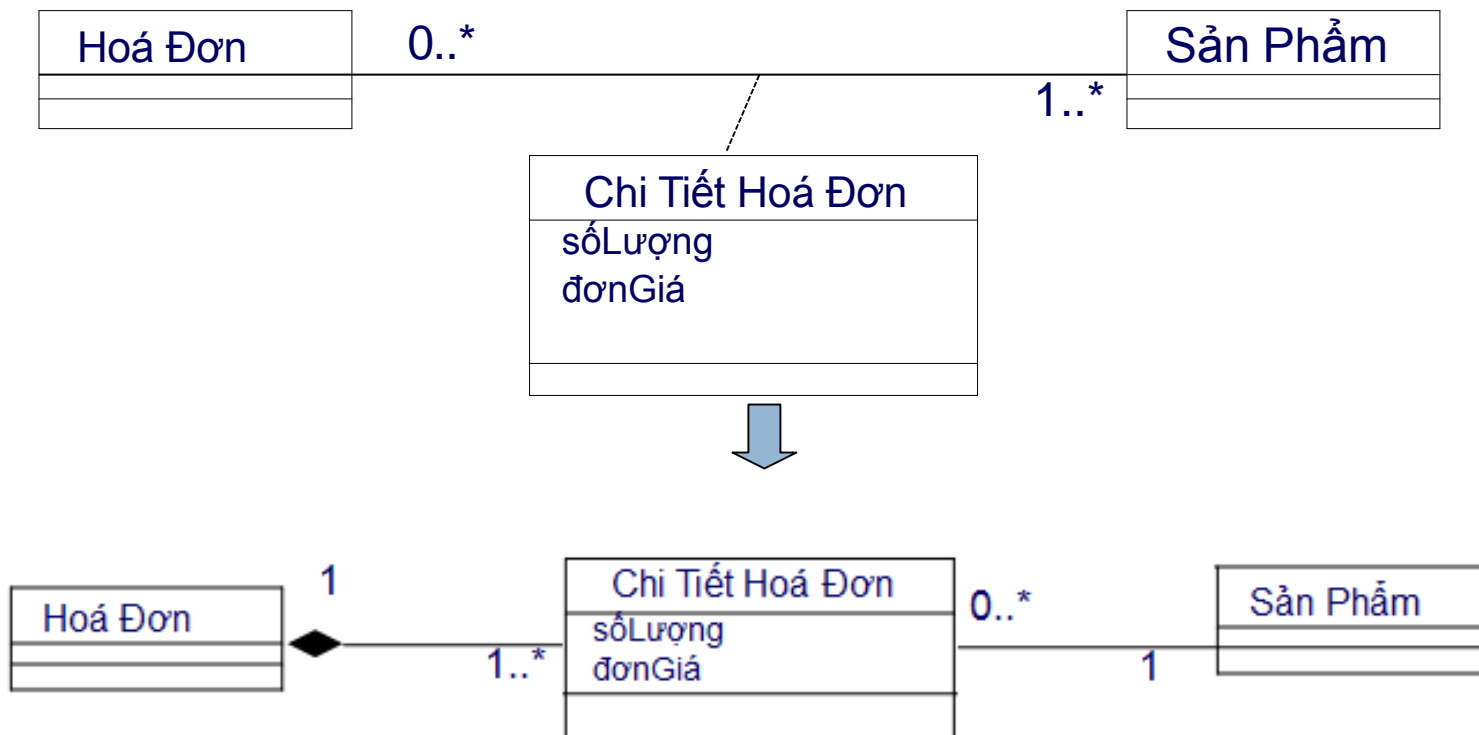 Hoá Đơn
0..*
Sản Phẩm
1..*
Chi Tiết Hoá Đơn
sốLượng
đơnGiá
Hoá Đơn
1
1..*
Chi Tiết Hoá Đơn
sốLượng
đơnGiá
0..*
1
Sản Phẩm